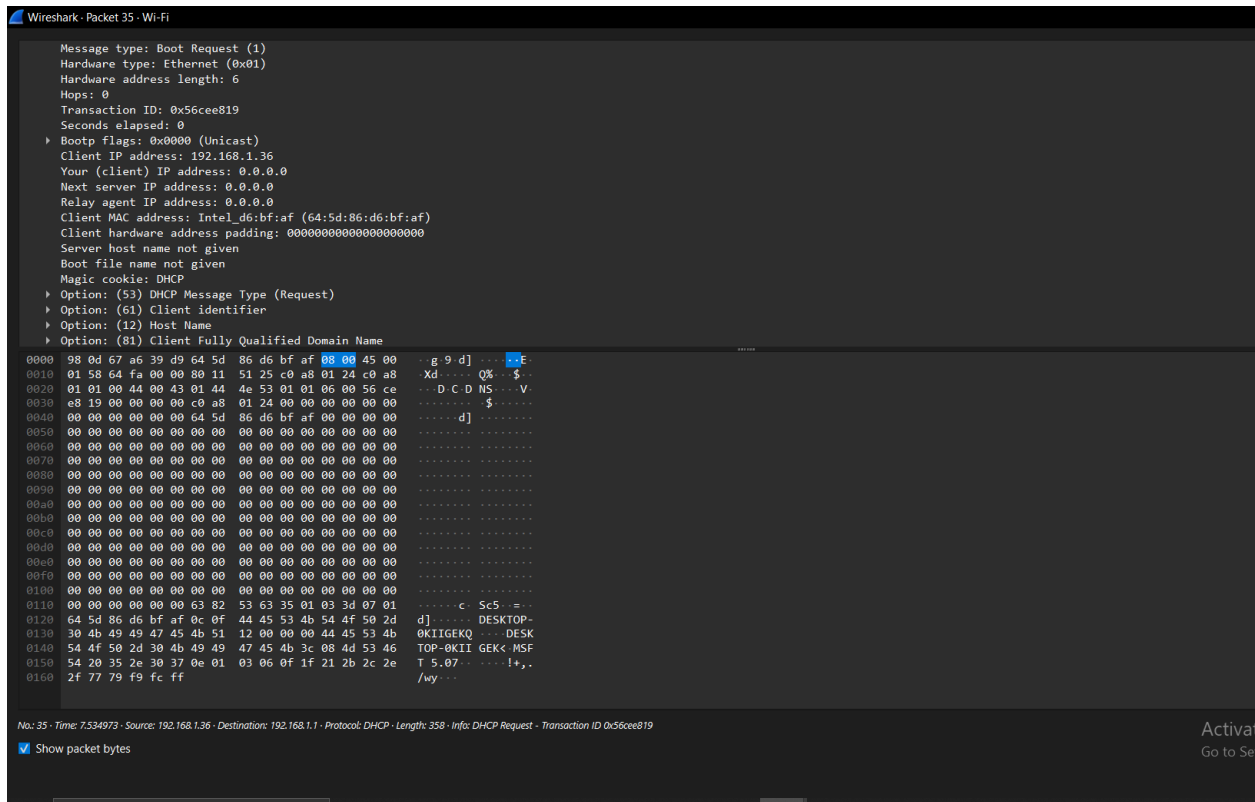 Wireshark · Packet 35 · Wi-Fi
Message type: Boot Request (1)
Hardware type: Ethernet (0x01)
Hardware address length: 6
Hops: 0
Transaction ID: 0x56cee819
Seconds elapsed: 0
Bootp flags: 0x0000 (Unicast)
Client IP address: 192.168.1.36
Your (client) IP address: 0.0.0.0
Next server IP address: 0.0.0.0
Relay agent IP address: 0.0.0.0
Client MAC address: Intel_d6:bf:af (64:5d:86:d6:bf:af)
Client hardware address padding: 00000000000000000000
Server host name not given
Boot file name not given
Magic cookie: DHCP
Option: (53) DHCP Message Type (Request)
Option: (61) Client identifier
Option: (12) Host Name
Option: (81) Client Fully Qualified Domain Name
0000 98 0d 67 a6 39 d9 64 5d 86 d6 bf af 08 00 45 00 ··g·9·d] ······E·
0010 01 58 64 fa 00 00 80 11 51 25 c0 a8 01 24 c0 a8 ·Xd····· Q%···$··
0020 01 01 00 44 00 43 01 44 4e 53 01 01 06 00 56 ce ···D·C·D NS····V·
0030 e8 19 00 00 00 00 c0 a8 01 24 00 00 00 00 00 00 ········ ·$······
0040 00 00 00 00 00 00 64 5d 86 d6 bf af 00 00 00 00 ······d] ········
0050 00 00 00 00 00 00 00 00 00 00 00 00 00 00 00 00 ········ ········
0060 00 00 00 00 00 00 00 00 00 00 00 00 00 00 00 00 ········ ········
0070 00 00 00 00 00 00 00 00 00 00 00 00 00 00 00 00 ········ ········
0080 00 00 00 00 00 00 00 00 00 00 00 00 00 00 00 00 ········ ········
0090 00 00 00 00 00 00 00 00 00 00 00 00 00 00 00 00 ········ ········
00a0 00 00 00 00 00 00 00 00 00 00 00 00 00 00 00 00 ········ ········
00b0 00 00 00 00 00 00 00 00 00 00 00 00 00 00 00 00 ········ ········
00c0 00 00 00 00 00 00 00 00 00 00 00 00 00 00 00 00 ········ ········
00d0 00 00 00 00 00 00 00 00 00 00 00 00 00 00 00 00 ········ ········
00e0 00 00 00 00 00 00 00 00 00 00 00 00 00 00 00 00 ········ ········
00f0 00 00 00 00 00 00 00 00 00 00 00 00 00 00 00 00 ········ ········
0100 00 00 00 00 00 00 00 00 00 00 00 00 00 00 00 00 ········ ········
0110 00 00 00 00 00 00 63 82 53 63 35 01 03 3d 07 01 ······c· Sc5··=··
0120 64 5d 86 d6 bf af 0c 0f 44 45 53 4b 54 4f 50 2d d]······ DESKTOP-
0130 30 4b 49 49 47 45 4b 51 12 00 00 00 44 45 53 4b 0KIIGEKQ ····DESK
0140 54 4f 50 2d 30 4b 49 49 47 45 4b 3c 08 4d 53 46 TOP-0KII GEK<·MSF
0150 54 20 35 2e 30 37 0e 01 03 06 0f 1f 21 2b 2c 2e T 5.07·· ····!+,.
0160 2f 77 79 f9 fc ff /wy···
No.: 35 · Time: 7.534973 · Source: 192.168.1.36 · Destination: 192.168.1.1 · Protocol: DHCP · Length: 358 · Info: DHCP Request - Transaction ID 0x56cee819
Show packet bytes
Activat
Go to Se